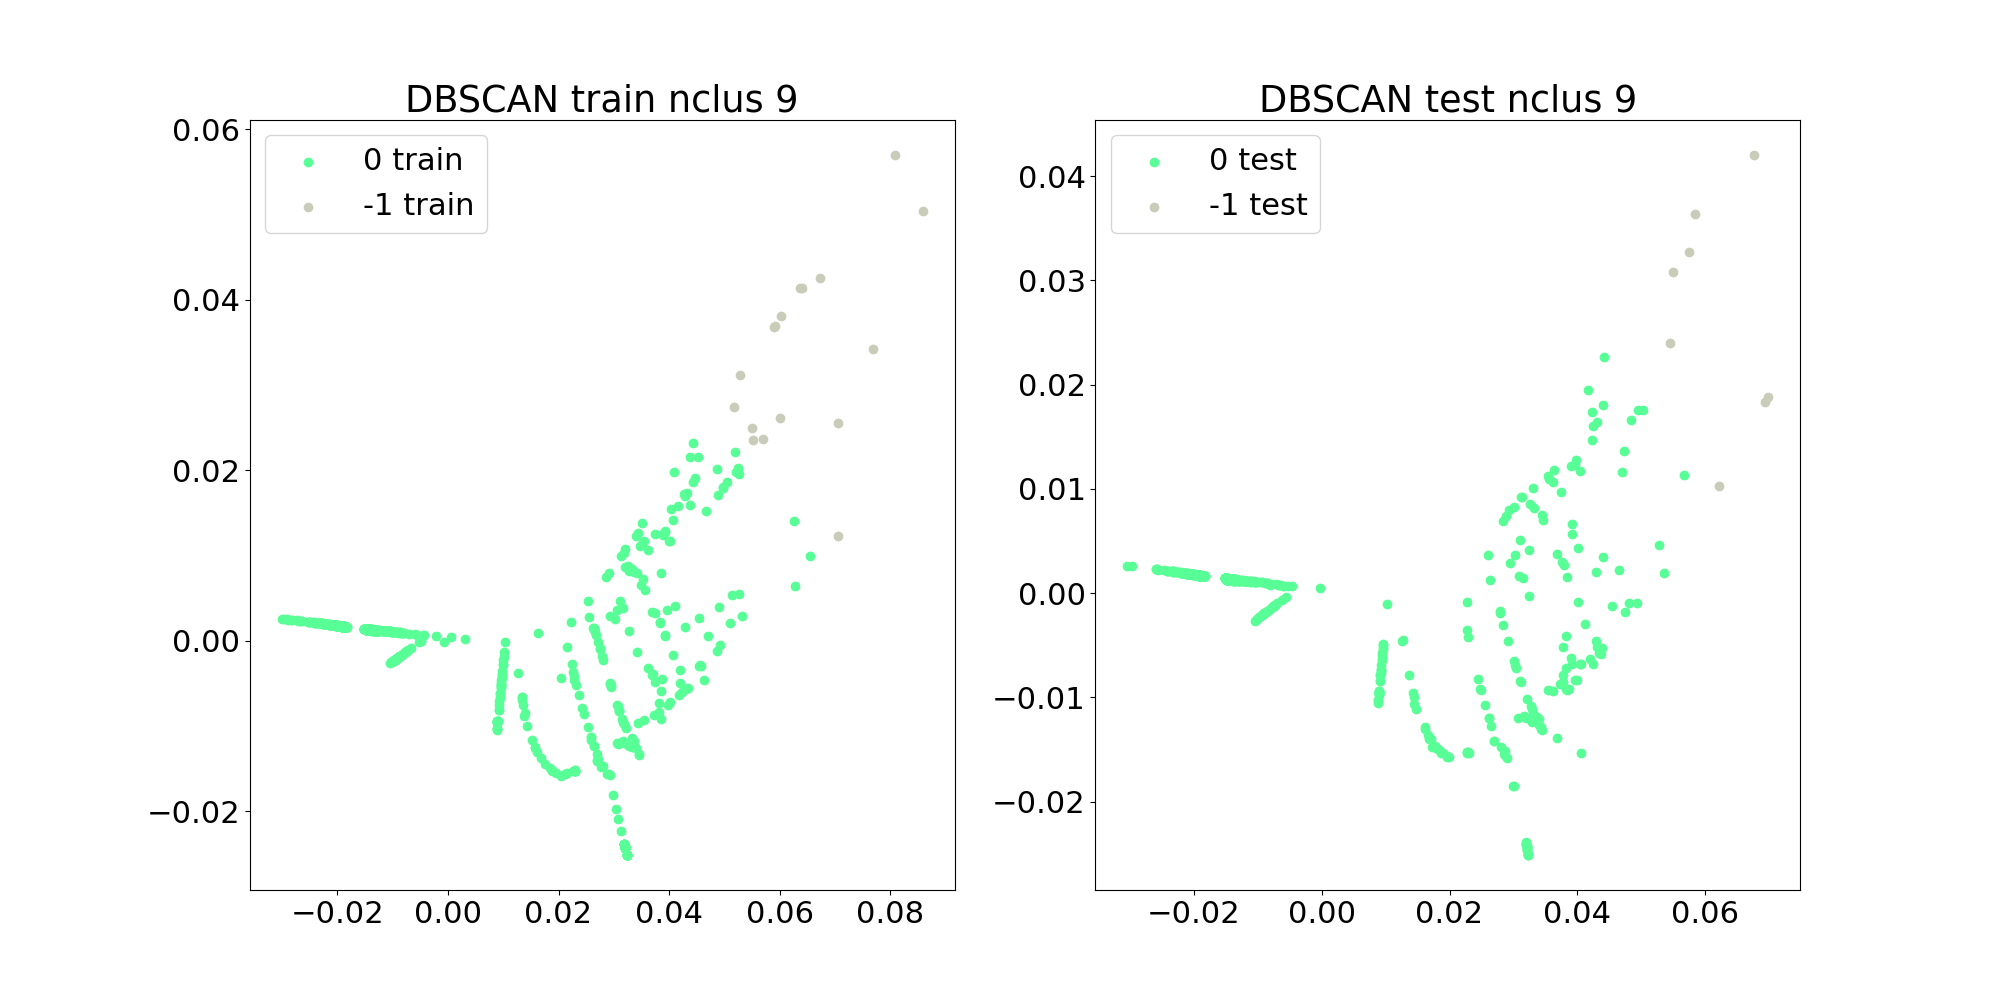 DBSCAN train nclus 9
0 train
-1 train
0.06
0.04
0.02
0.00
−0.02
−0.02 0.00 0.02 0.04 0.06 0.08
DBSCAN test nclus 9
0 test
-1 test
0.04
0.03
0.02
0.01
0.00
−0.01
−0.02
−0.02 0.00 0.02 0.04 0.06